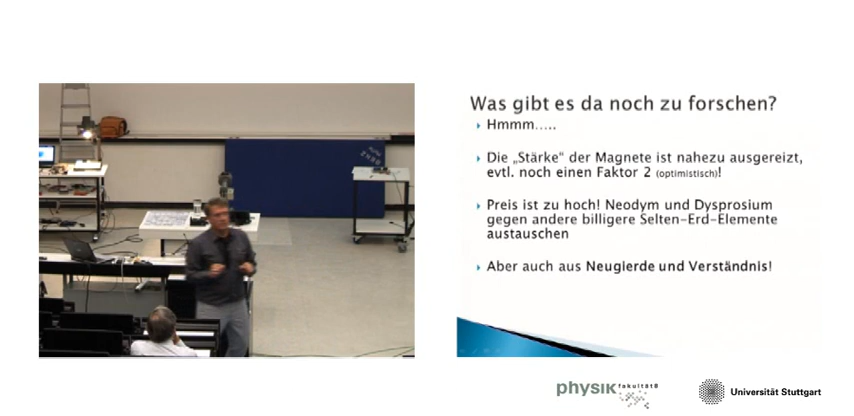 Was gibt es da noch zu forschen?
Hmmm…..
Die „Stärke“ der Magnete ist nahezu ausgereizt,
evtl. noch einen Faktor 2 (optimistisch)!
Preis ist zu hoch! Neodym und Dysprosium
gegen andere billigere Selten-Erd-Elemente
austauschen
Aber auch aus Neugierde und Verständnis!
physik fakultät8
Universität Stuttgart